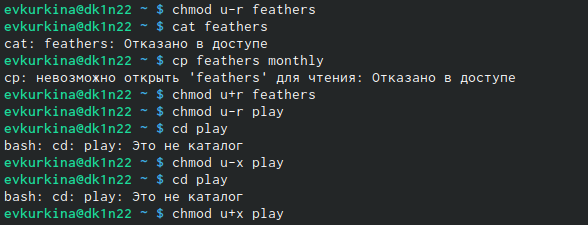 evkurkina@dk1n22 ~ $ chmod u-r feathers
evkurkina@dk1n22 ~ $ cat feathers
cat: feathers: Отказано в доступе
evkurkina@dk1n22 ~ $ cp feathers monthly
cp: невозможно открыть 'feathers' для чтения: Отказано в доступе
evkurkina@dk1n22 ~ $ chmod u+r feathers
evkurkina@dk1n22 ~ $ chmod u-r play
evkurkina@dk1n22 ~ $ cd play
bash: cd: play: Это не каталог
evkurkina@dk1n22 ~ $ chmod u-x play
evkurkina@dk1n22 ~ $ cd play
bash: cd: play: Это не каталог
evkurkina@dk1n22 ~ $ chmod u+x play